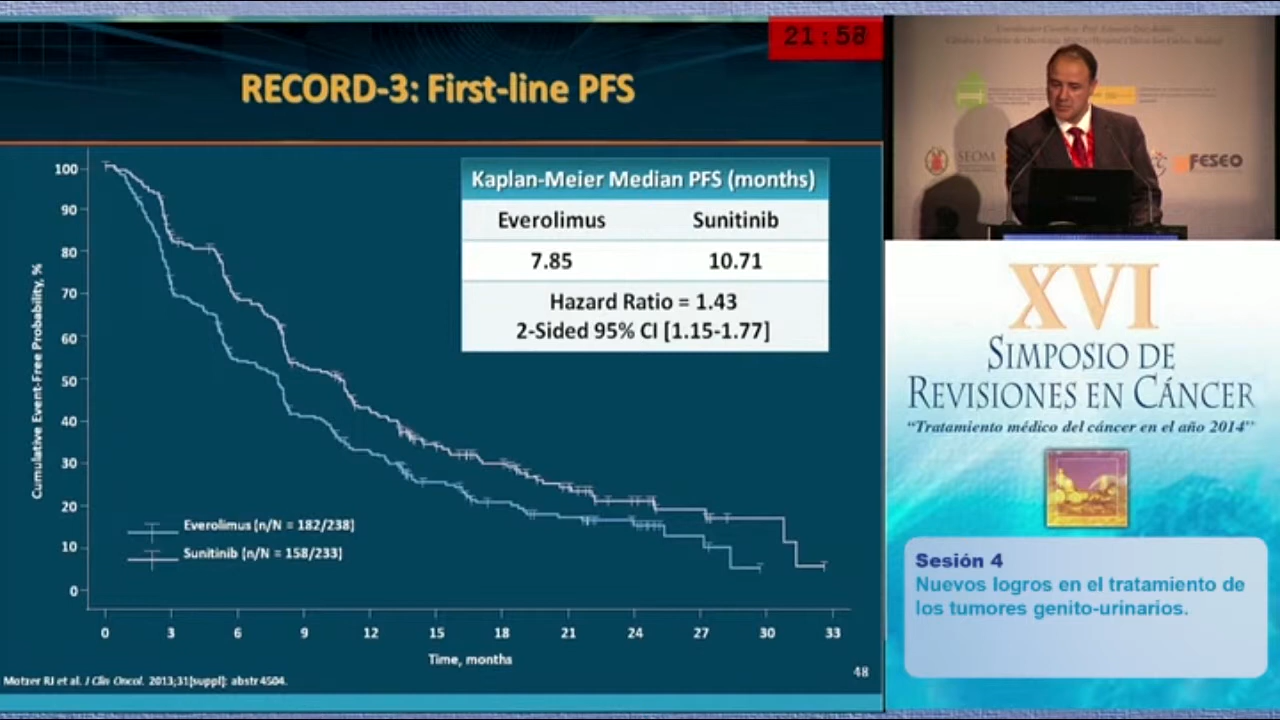 21:58
RECORD-3: First-line PFS
Kaplan-Meier Median PFS (months)
Everolimus Sunitinib
7.85 10.71
Hazard Ratio = 1.43
2-Sided 95% CI [1.15-1.77]
Cumulative Event-Free Probability, %
100
90
80
70
60
50
40
30
20
10
0
Everolimus (n/N = 182/238)
Sunitinib (n/N = 158/233)
0 3 6 9 12 15 18 21 24 27 30 33
Time, months
48
Motzer RJ et al. J Clin Oncol. 2013;31[suppl]: abstr 4504.
SEOM
FESEO
XVI
SIMPOSIO DE
REVISIONES EN CÁNCER
"Tratamiento médico del cáncer en el año 2014"
Sesión 4
Nuevos logros en el tratamiento de
los tumores genito-urinarios.